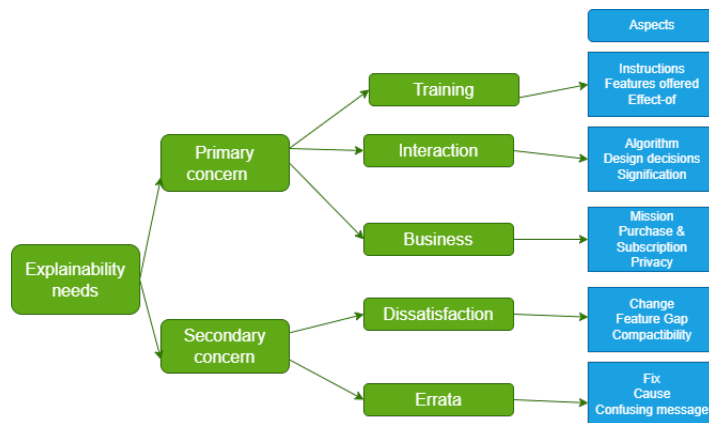 Aspects
Training
Instructions
Features offered
Effect-of
Primary
concern
Interaction
Algorithm
Design decisions
Signification
Business
Mission
Purchase &
Subscription
Privacy
Explainability
needs
Secondary
concern
Dissatisfaction
Change
Feature Gap
Compactibility
Errata
Fix
Cause
Confusing message